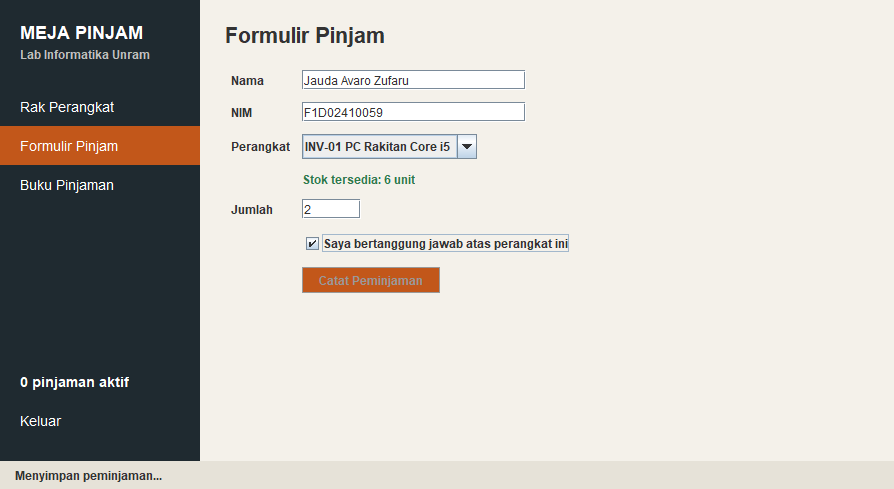 MEJA PINJAM
Lab Informatika Unram
Rak Perangkat
Formulir Pinjam
Buku Pinjaman
0 pinjaman aktif
Keluar
Formulir Pinjam
Nama Jauda Avaro Zufaru
NIM F1D02410059
Perangkat INV-01 PC Rakitan Core i5
Stok tersedia: 6 unit
Jumlah 2
Saya bertanggung jawab atas perangkat ini
Catat Peminjaman
Menyimpan peminjaman...